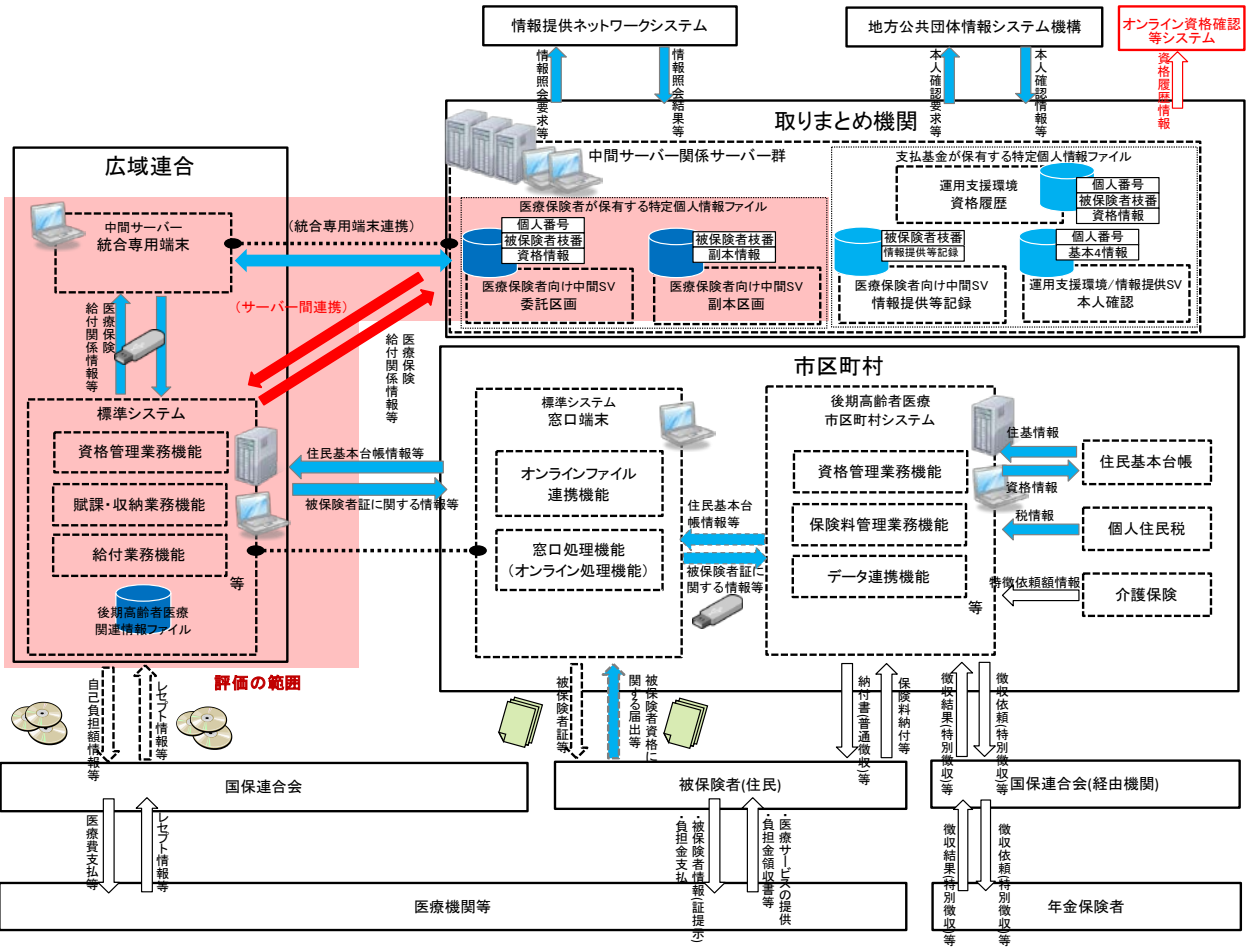 情報提供ネットワークシステム
地方公共団体情報システム機構
オンライン資格確認
等システム
情報照会要求等
情報照会結果等
本人確認要求等
本人確認情報等
資格履歴情報
取りまとめ機関
中間サーバー関係サーバー群
医療保険者が保有する特定個人情報ファイル
個人番号
被保険者枝番
資格情報
医療保険者向け中間SV
委託区画
被保険者枝番
副本情報
医療保険者向け中間SV
副本区画
支払基金が保有する特定個人情報ファイル
運用支援環境
資格履歴
個人番号
被保険者枝番
資格情報
被保険者枝番
情報提供等記録
医療保険者向け中間SV
情報提供等記録
個人番号
基本4情報
運用支援環境/情報提供SV
本人確認
広域連合
中間サーバー
統合専用端末
(統合専用端末連携)
(サーバー間連携)
医療保険
給付関係情報等
医療保険
給付関係情報等
標準システム
資格管理業務機能
賦課・収納業務機能
給付業務機能
等
後期高齢者医療
関連情報ファイル
評価の範囲
住民基本台帳情報等
被保険者証に関する情報等
市区町村
標準システム
窓口端末
オンラインファイル
連携機能
窓口処理機能
(オンライン処理機能)
住民基本台
帳情報等
被保険者証に
関する情報等
後期高齢者医療
市区町村システム
資格管理業務機能
保険料管理業務機能
データ連携機能
等
住基情報
資格情報
税情報
特徴依頼額情報
住民基本台帳
個人住民税
介護保険
自己負担額情報等
レセプト情報等
被保険者証等
被保険者資格に
関する届出等
納付書(普通徴収)等
保険料納付等
徴収結果(特別徴収)等
徴収依頼(特別徴収)等
国保連合会
被保険者(住民)
国保連合会(経由機関)
医療費支払等
レセプト情報等
・被保険者情報(証提示)
・負担金支払
・医療サービスの提供
・負担金領収書等
徴収結果(特別徴収)等
徴収依頼(特別徴収)等
医療機関等
年金保険者